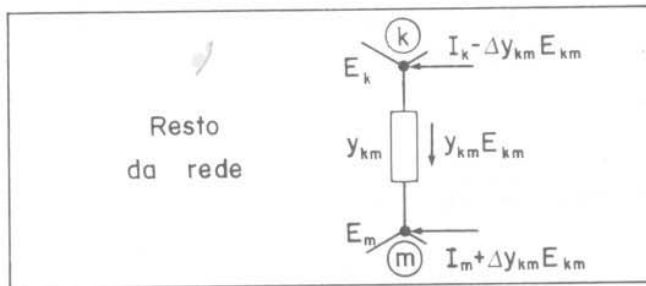 k
I_k - Δy_km E_km
E_k
Resto
da rede
y_km
y_km E_km
E_m
m
I_m + Δy_km E_km